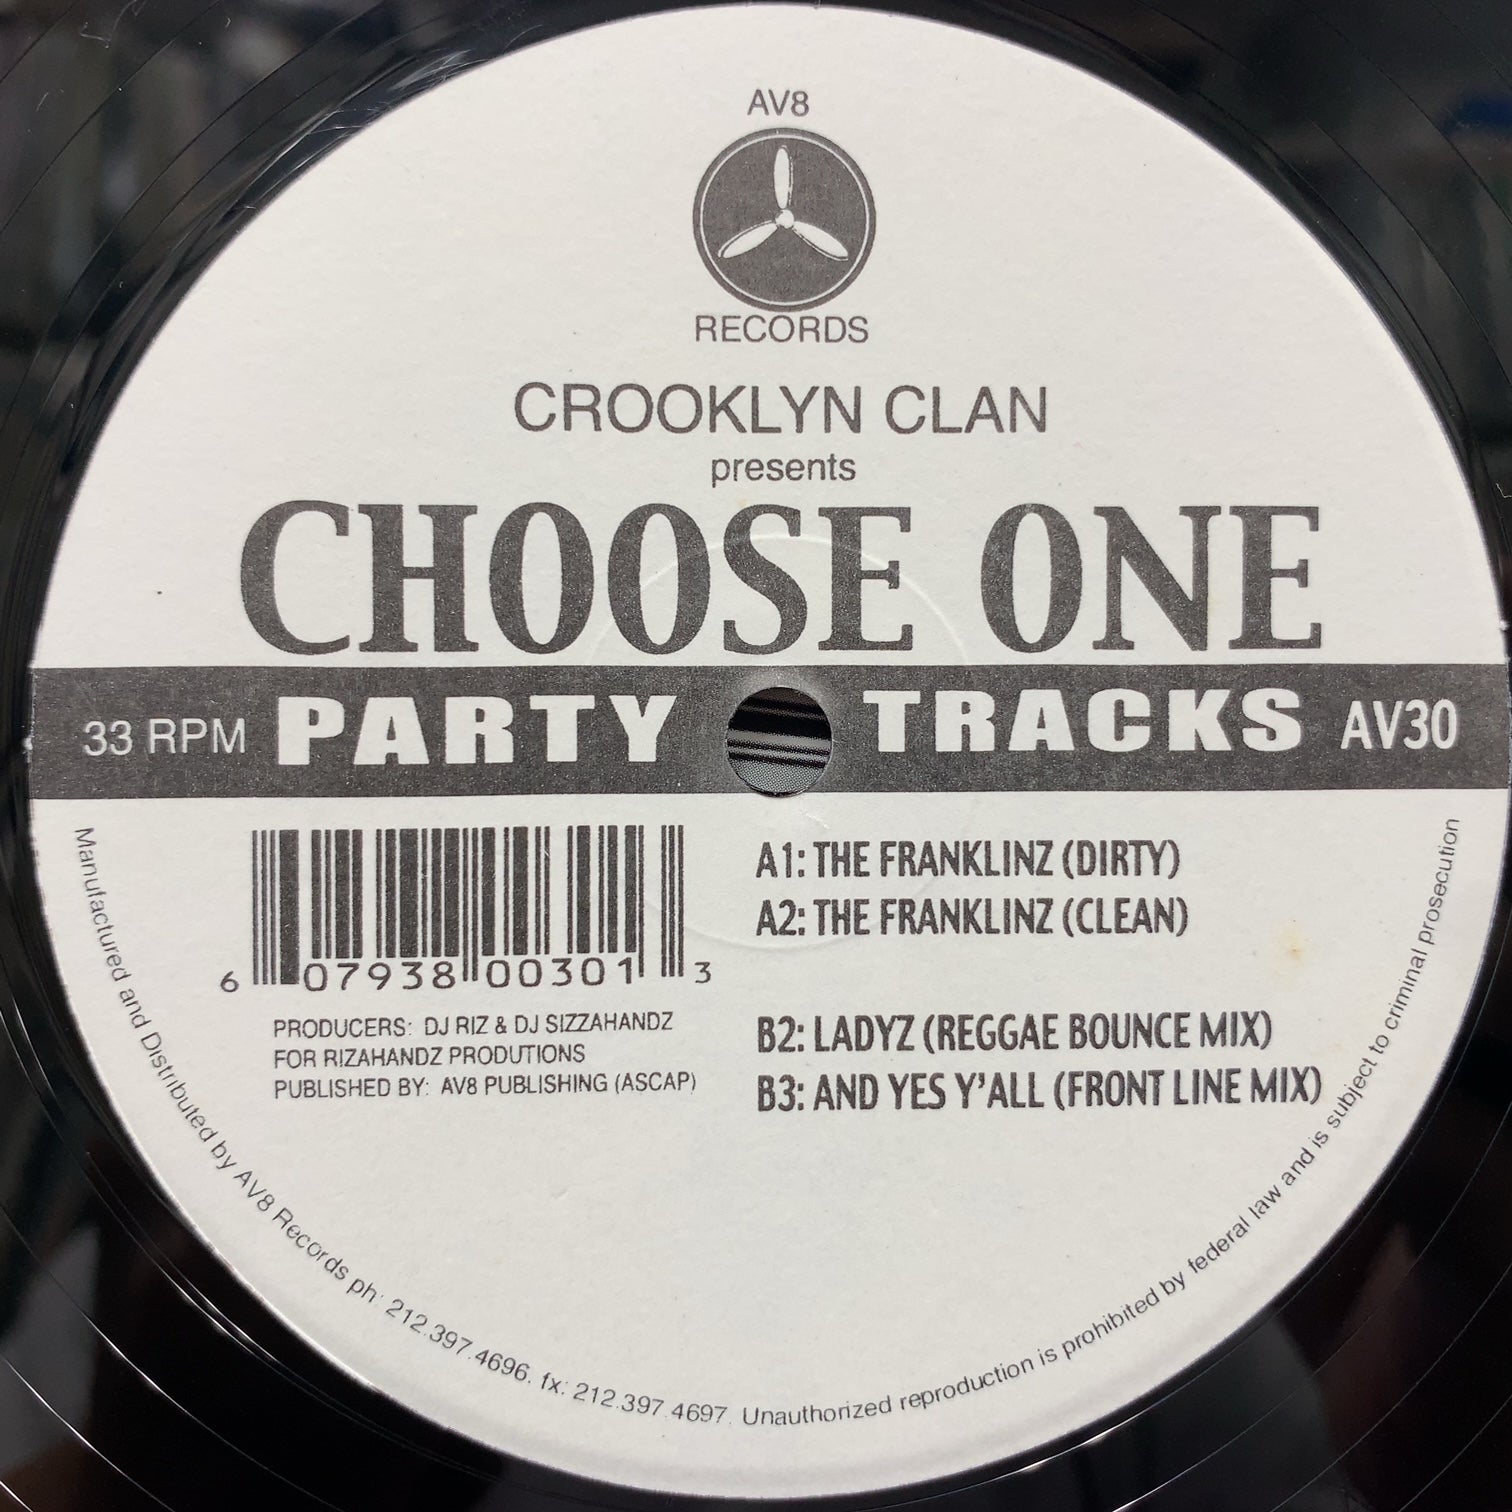 AV8
RECORDS
CROOKLYN CLAN
presents
CHOOSE ONE
33 RPM PARTY TRACKS AV30
6 07938 00301 3
PRODUCERS: DJ RIZ & DJ SIZZAHANDZ
FOR RIZAHANDZ PRODUTIONS
PUBLISHED BY: AV8 PUBLISHING (ASCAP)
A1: THE FRANKLINZ (DIRTY)
A2: THE FRANKLINZ (CLEAN)
B2: LADYZ (REGGAE BOUNCE MIX)
B3: AND YES Y'ALL (FRONT LINE MIX)
Manufactured and Distributed by AV8 Records ph: 212.397.4696. fx: 212.397.4697. Unauthorized reproduction is prohibited by federal law and is subject to criminal prosecution